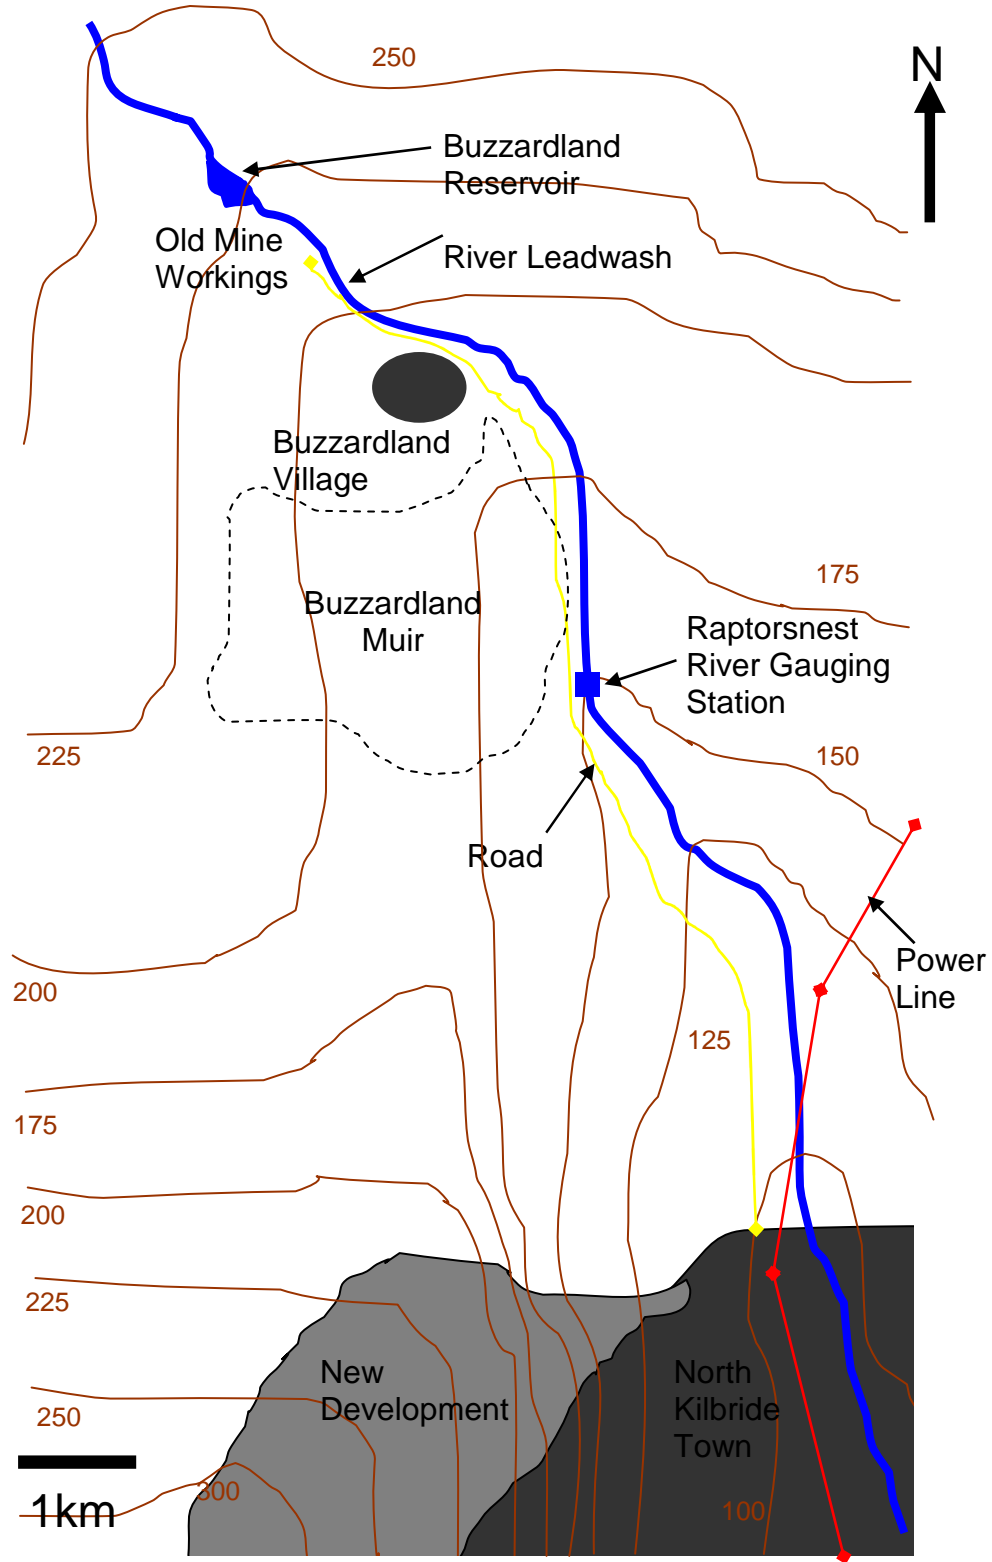 250
N
Buzzardland
Reservoir
Old Mine
Workings
River Leadwash
Buzzardland
Village
175
Buzzardland
Muir
Raptorsnest
River Gauging
Station
225
150
Road
Power
Line
200
125
175
200
225
New
Development
North
Kilbride
Town
250
300
1km
100